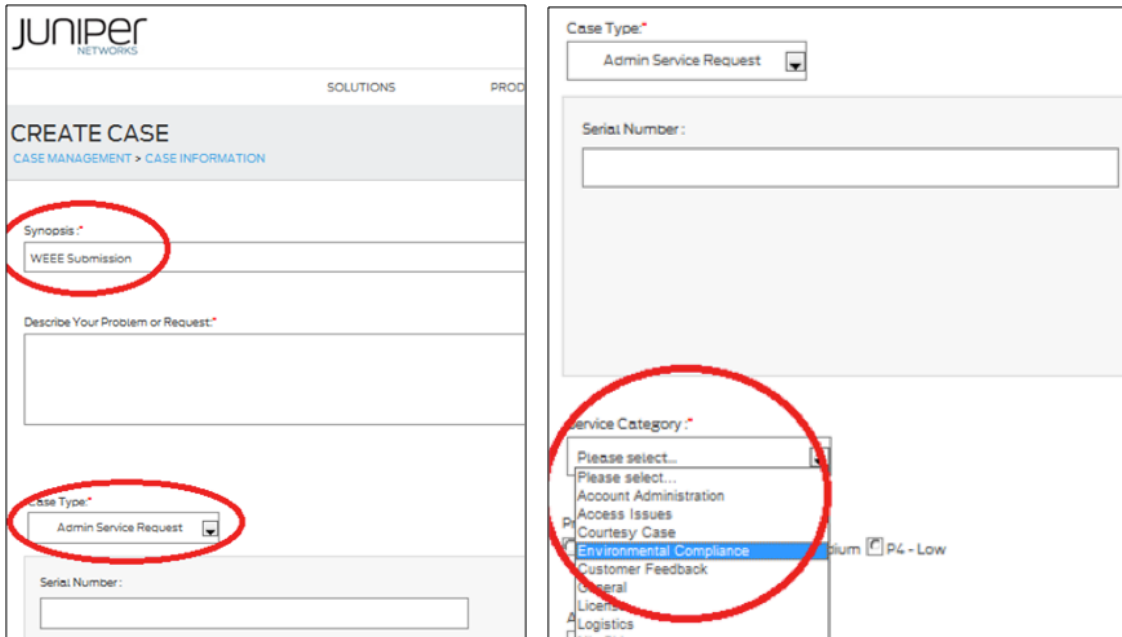 JUNIPER
NETWORKS
SOLUTIONS
PROD
CREATE CASE
CASE MANAGEMENT > CASE INFORMATION
Synopsis :*
WEEE Submission
Describe Your Problem or Request:*
Case Type:*
Admin Service Request
Serial Number :
Case Type:*
Admin Service Request
Serial Number :
Service Category :*
Please select...
Please select...
Account Administration
Access Issues
Courtesy Case
Environmental Compliance
P4 - Low
Customer Feedback
General
Logistics